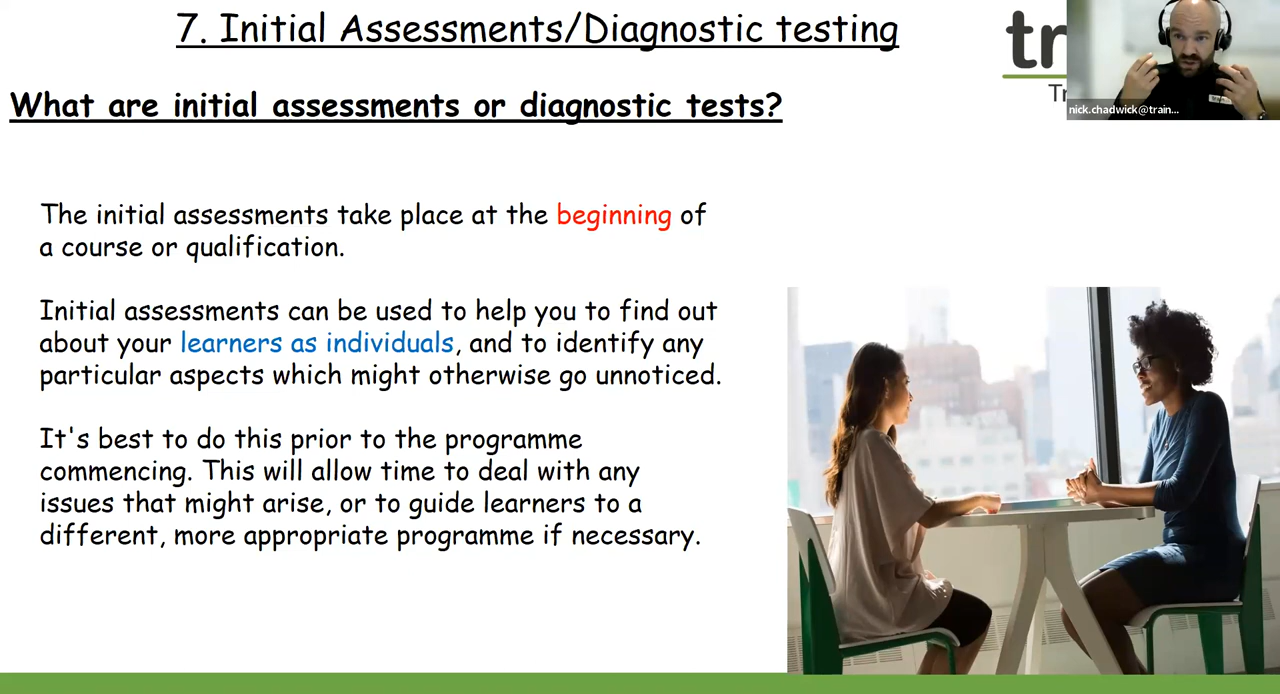 7. Initial Assessments/Diagnostic testing
What are initial assessments or diagnostic tests?
nick.chadwick@train...
The initial assessments take place at the beginning of
a course or qualification.
Initial assessments can be used to help you to find out
about your learners as individuals, and to identify any
particular aspects which might otherwise go unnoticed.
It's best to do this prior to the programme
commencing. This will allow time to deal with any
issues that might arise, or to guide learners to a
different, more appropriate programme if necessary.